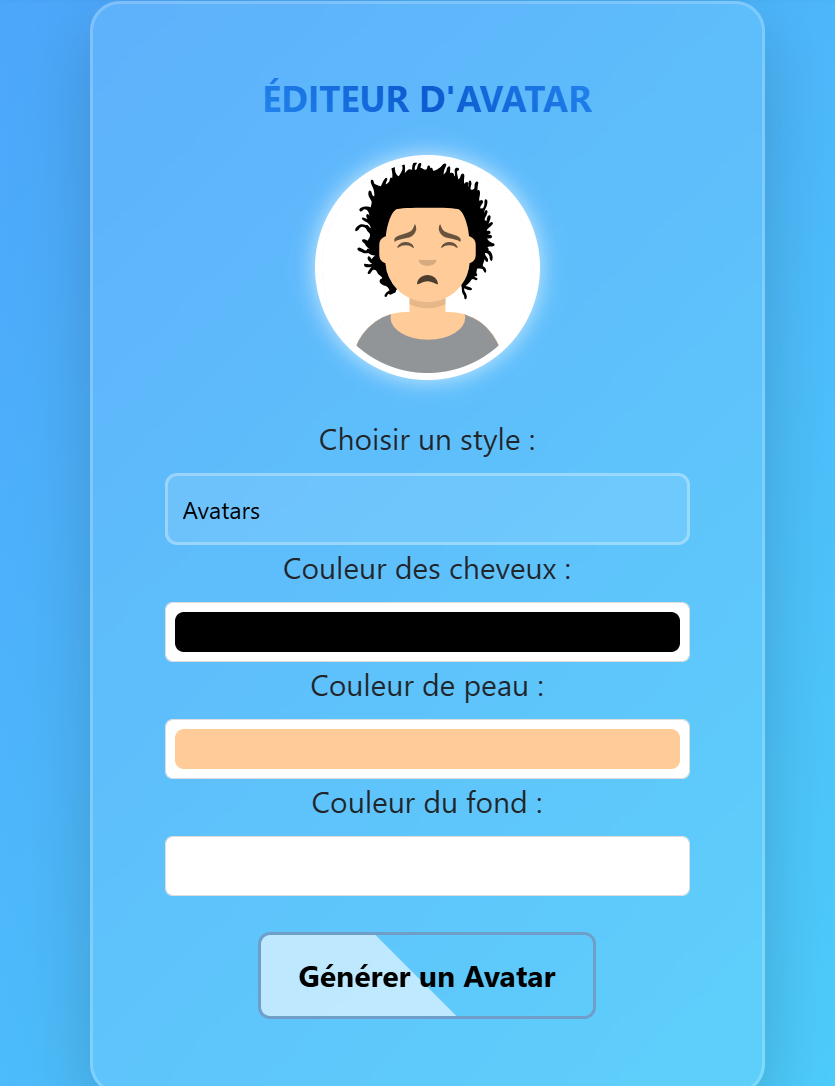 ÉDITEUR D'AVATAR
Choisir un style :
Avatars
Couleur des cheveux :
Couleur de peau :
Couleur du fond :
Générer un Avatar